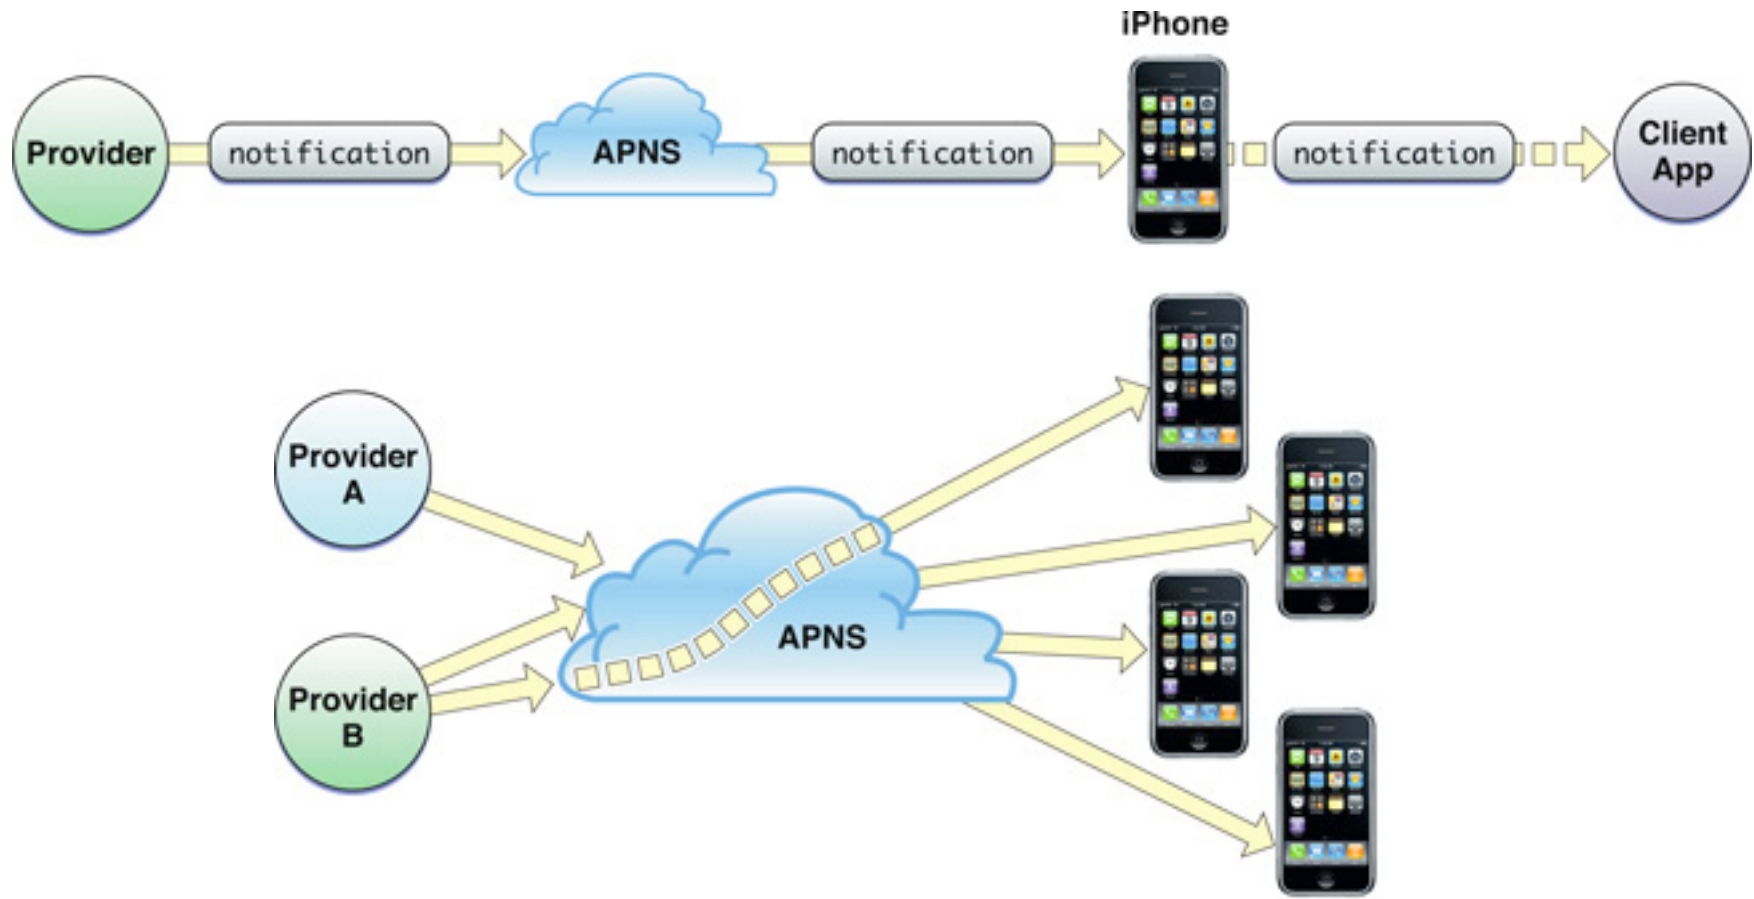 iPhone
Provider
notification
APNS
notification
notification
Client
App
Provider
A
APNS
Provider
B